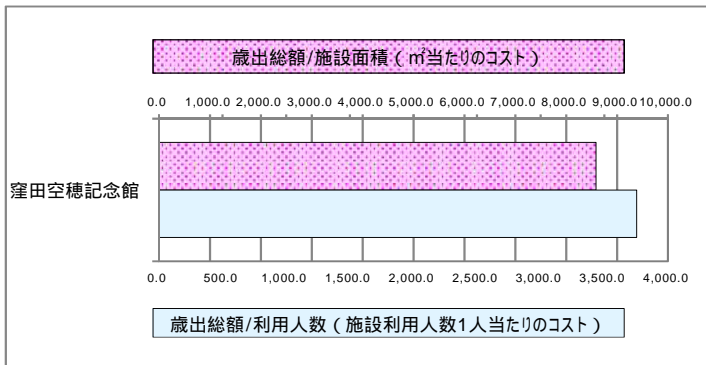 歳出総額/施設面積（㎡当たりのコスト）
0.0 1,000.0 2,000.0 3,000.0 4,000.0 5,000.0 6,000.0 7,000.0 8,000.0 9,000.0 10,000.0
窪田空穂記念館
0.0 500.0 1,000.0 1,500.0 2,000.0 2,500.0 3,000.0 3,500.0 4,000.0
歳出総額/利用人数（施設利用人数1人当たりのコスト）